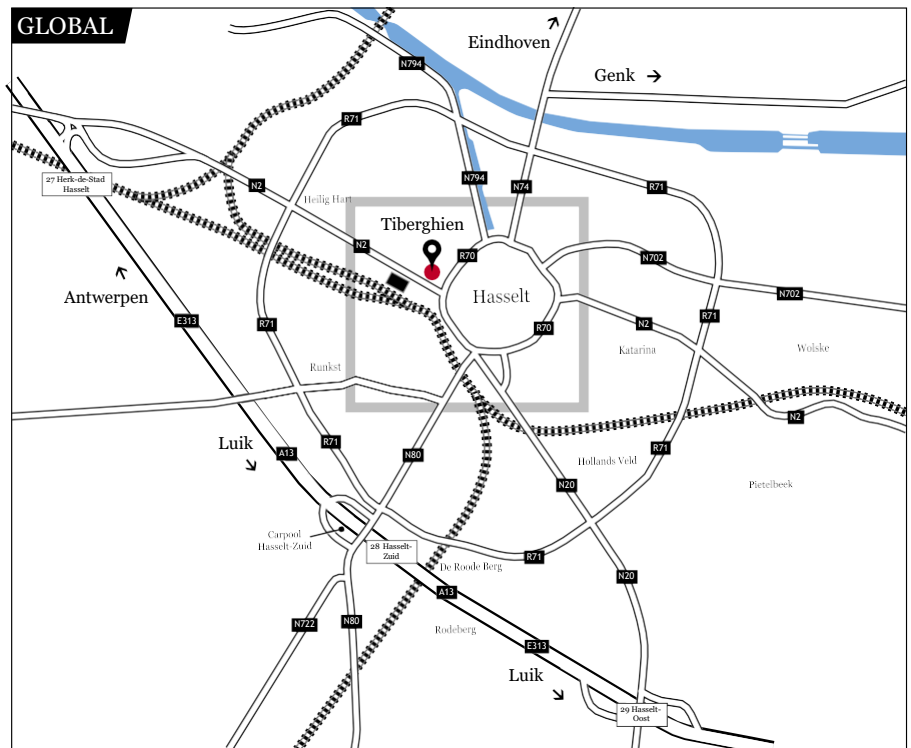 GLOBAL
Eindhoven
N794
Genk
R71
27 Herk-de-Stad
Hasselt
N2
Heilig Hart
N794
N74
R71
Tiberghien
N2
R70
N702
Antwerpen
Hasselt
N702
E313
R71
R70
N2
R71
Katarina
Wolske
Runkst
N2
Luik
R71
A13
N80
R71
Hollands Veld
N20
Pietelbeek
Carpool
Hasselt-Zuid
28 Hasselt-
Zuid
R71
De Roode Berg
N20
A13
N722
N80
Rodeberg
E313
Luik
29 Hasselt-
Oost